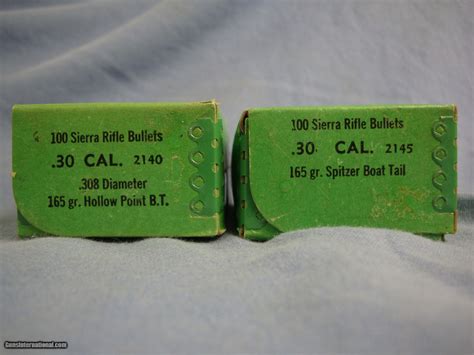 100 Sierra Rifle Bullets
.30 CAL. 2140
.308 Diameter
165 gr. Hollow Point B.T.
100 Sierra Rifle Bullets
.30 CAL. 2145
165 gr. Spitzer Boat Tail
GunsInternational.com